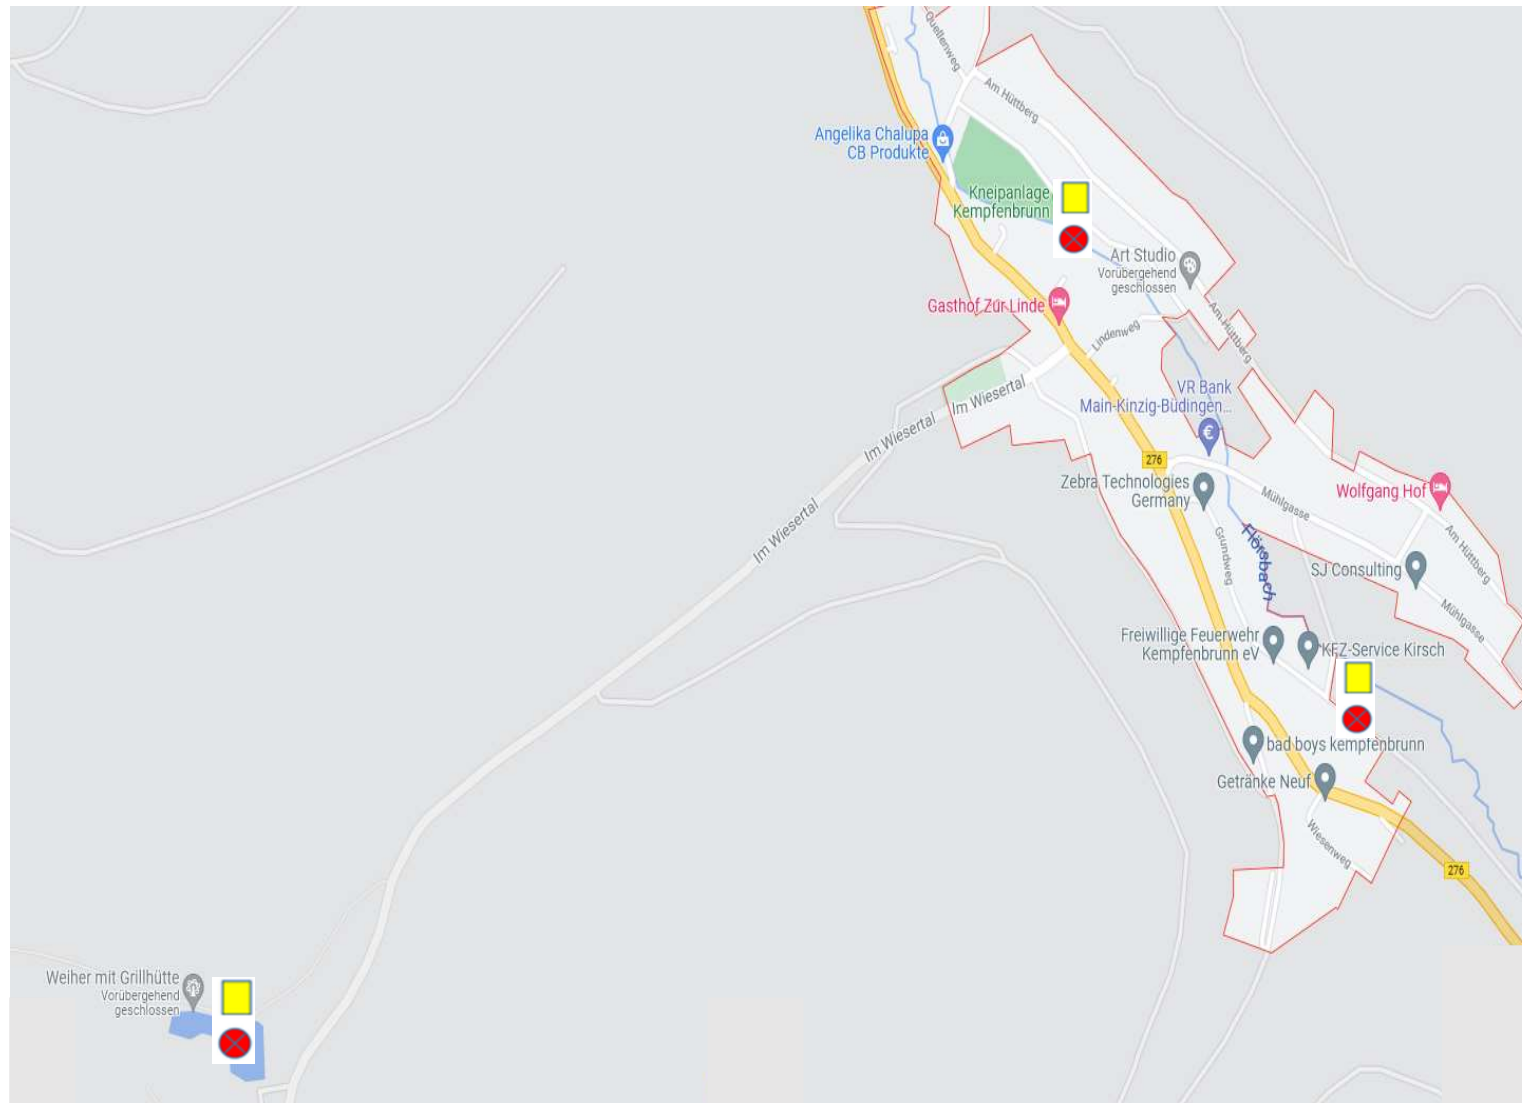 Quellenweg
Am Hüttberg
Angelika Chalupa
CB Produkte
Kneipanlage
Kempfenbrunn
Art Studio
Vorübergehend
geschlossen
Am Hüttberg
Gasthof Zur Linde
Lindenweg
VR Bank
Main-Kinzig-Büdingen...
Im Wiesertal
Im Wiesertal
Im Wiesertal
276
Zebra Technologies
Germany
Mühlgasse
Wolfgang Hof
Am Hüttberg
Grundweg
Flörsbach
SJ Consulting
Mühlgasse
Freiwillige Feuerwehr
Kempfenbrunn eV
KFZ-Service Kirsch
bad boys kempfenbrunn
Getränke Neuf
Wiesenweg
276
Weiher mit Grillhütte
Vorübergehend
geschlossen